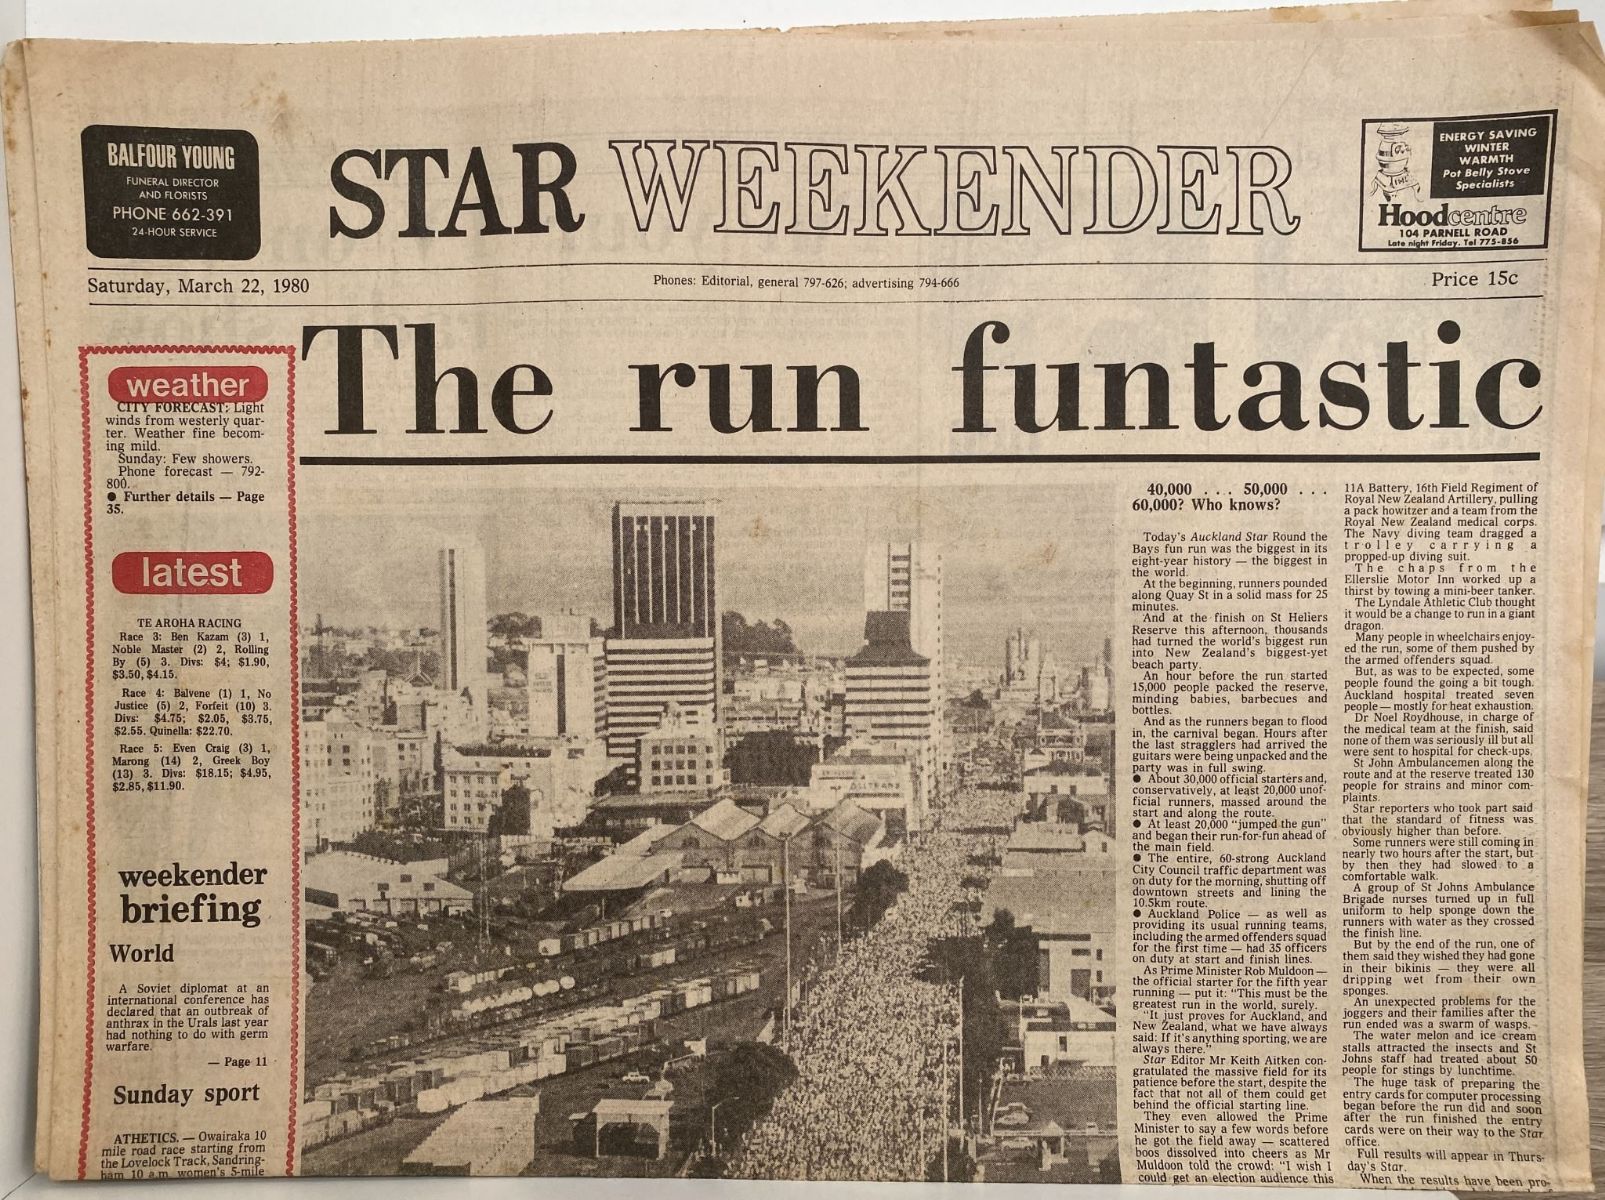 BALFOUR YOUNG
FUNERAL DIRECTOR
AND FLORISTS
PHONE 662-391
24-HOUR SERVICE
STAR WEEKENDER
ENERGY SAVING
WINTER
WARMTH
Pot Belly Stove
Specialists
Hoodcentre
104 PARNELL ROAD
Late night Friday. Tel 775-856
Saturday, March 22, 1980
Phones: Editorial, general 797-626; advertising 794-666
Price 15c
The run funtastic
weather
CITY FORECAST: Light
winds from westerly quar-
ter. Weather fine becom-
ing mild.
Sunday: Few showers.
Phone forecast — 792-
800.
● Further details — Page
35.
latest
TE AROHA RACING
Race 3: Ben Kazam (3) 1,
Noble Master (2) 2, Rolling
By (5) 3. Divs: $4; $1.90,
$3.50, $4.15.
Race 4: Balvene (1) 1, No
Justice (5) 2, Forfeit (10) 3.
Divs: $4.75; $2.05, $3.75,
$2.55. Quinella: $22.70.
Race 5: Even Craig (3) 1,
Marong (14) 2, Greek Boy
(13) 3. Divs: $18.15; $4.95,
$2.85, $11.90.
weekender
briefing
World
A Soviet diplomat at an
international conference has
declared that an outbreak of
anthrax in the Urals last year
had nothing to do with germ
warfare.
— Page 11
Sunday sport
ATHETICS. — Owairaka 10
mile road race starting from
the Lovelock Track, Sandring-
ham 10 a.m. women's 5-mile
ALLTRANS
40,000 . . . 50,000 . . .
60,000? Who knows?
Today's Auckland Star Round the
Bays fun run was the biggest in its
eight-year history — the biggest in
the world.
At the beginning, runners pounded
along Quay St in a solid mass for 25
minutes.
And at the finish on St Heliers
Reserve this afternoon, thousands
had turned the world's biggest run
into New Zealand's biggest-yet
beach party.
An hour before the run started
15,000 people packed the reserve,
minding babies, barbecues and
bottles.
And as the runners began to flood
in, the carnival began. Hours after
the last stragglers had arrived the
guitars were being unpacked and the
party was in full swing.
● About 30,000 official starters and,
conservatively, at least 20,000 unof-
ficial runners, massed around the
start and along the route.
● At least 20,000 "jumped the gun"
and began their run-for-fun ahead of
the main field.
● The entire, 60-strong Auckland
City Council traffic department was
on duty for the morning, shutting off
downtown streets and lining the
10.5km route.
● Auckland Police — as well as
providing its usual running teams,
including the armed offenders squad
for the first time — had 35 officers
on duty at start and finish lines.
As Prime Minister Rob Muldoon —
the official starter for the fifth year
running — put it: "This must be the
greatest run in the world, surely.
"It just proves for Auckland, and
New Zealand, what we have always
said: If it's anything sporting, we are
always there."
Star Editor Mr Keith Aitken con-
gratulated the massive field for its
patience before the start, despite the
fact that not all of them could get
behind the official starting line.
They even allowed the Prime
Minister to say a few words before
he got the field away — scattered
boos dissolved into cheers as Mr
Muldoon told the crowd: "I wish I
could get an election audience this
11A Battery, 16th Field Regiment of
Royal New Zealand Artillery, pulling
a pack howitzer and a team from the
Royal New Zealand medical corps.
The Navy diving team dragged a
trolley carrying a
propped-up diving suit.
The chaps from the
Ellerslie Motor Inn worked up a
thirst by towing a mini-beer tanker.
The Lyndale Athletic Club thought
it would be a change to run in a giant
dragon.
Many people in wheelchairs enjoy-
ed the run, some of them pushed by
the armed offenders squad.
But, as was to be expected, some
people found the going a bit tough.
Auckland hospital treated seven
people — mostly for heat exhaustion.
Dr Noel Roydhouse, in charge of
the medical team at the finish, said
none of them was seriously ill but all
were sent to hospital for check-ups.
St John Ambulancemen along the
route and at the reserve treated 130
people for strains and minor com-
plaints.
Star reporters who took part said
that the standard of fitness was
obviously higher than before.
Some runners were still coming in
nearly two hours after the start, but
by then they had slowed to a
comfortable walk.
A group of St Johns Ambulance
Brigade nurses turned up in full
uniform to help sponge down the
runners with water as they crossed
the finish line.
But by the end of the run, one of
them said they wished they had gone
in their bikinis — they were all
dripping wet from their own
sponges.
An unexpected problems for the
joggers and their families after the
run ended was a swarm of wasps.
The water melon and ice cream
stalls attracted the insects and St
Johns staff had treated about 50
people for stings by lunchtime.
The huge task of preparing the
entry cards for computer processing
began before the run did and soon
after the run finished the entry
cards were on their way to the Star
office.
Full results will appear in Thurs-
day's Star.
When the results have been pro-